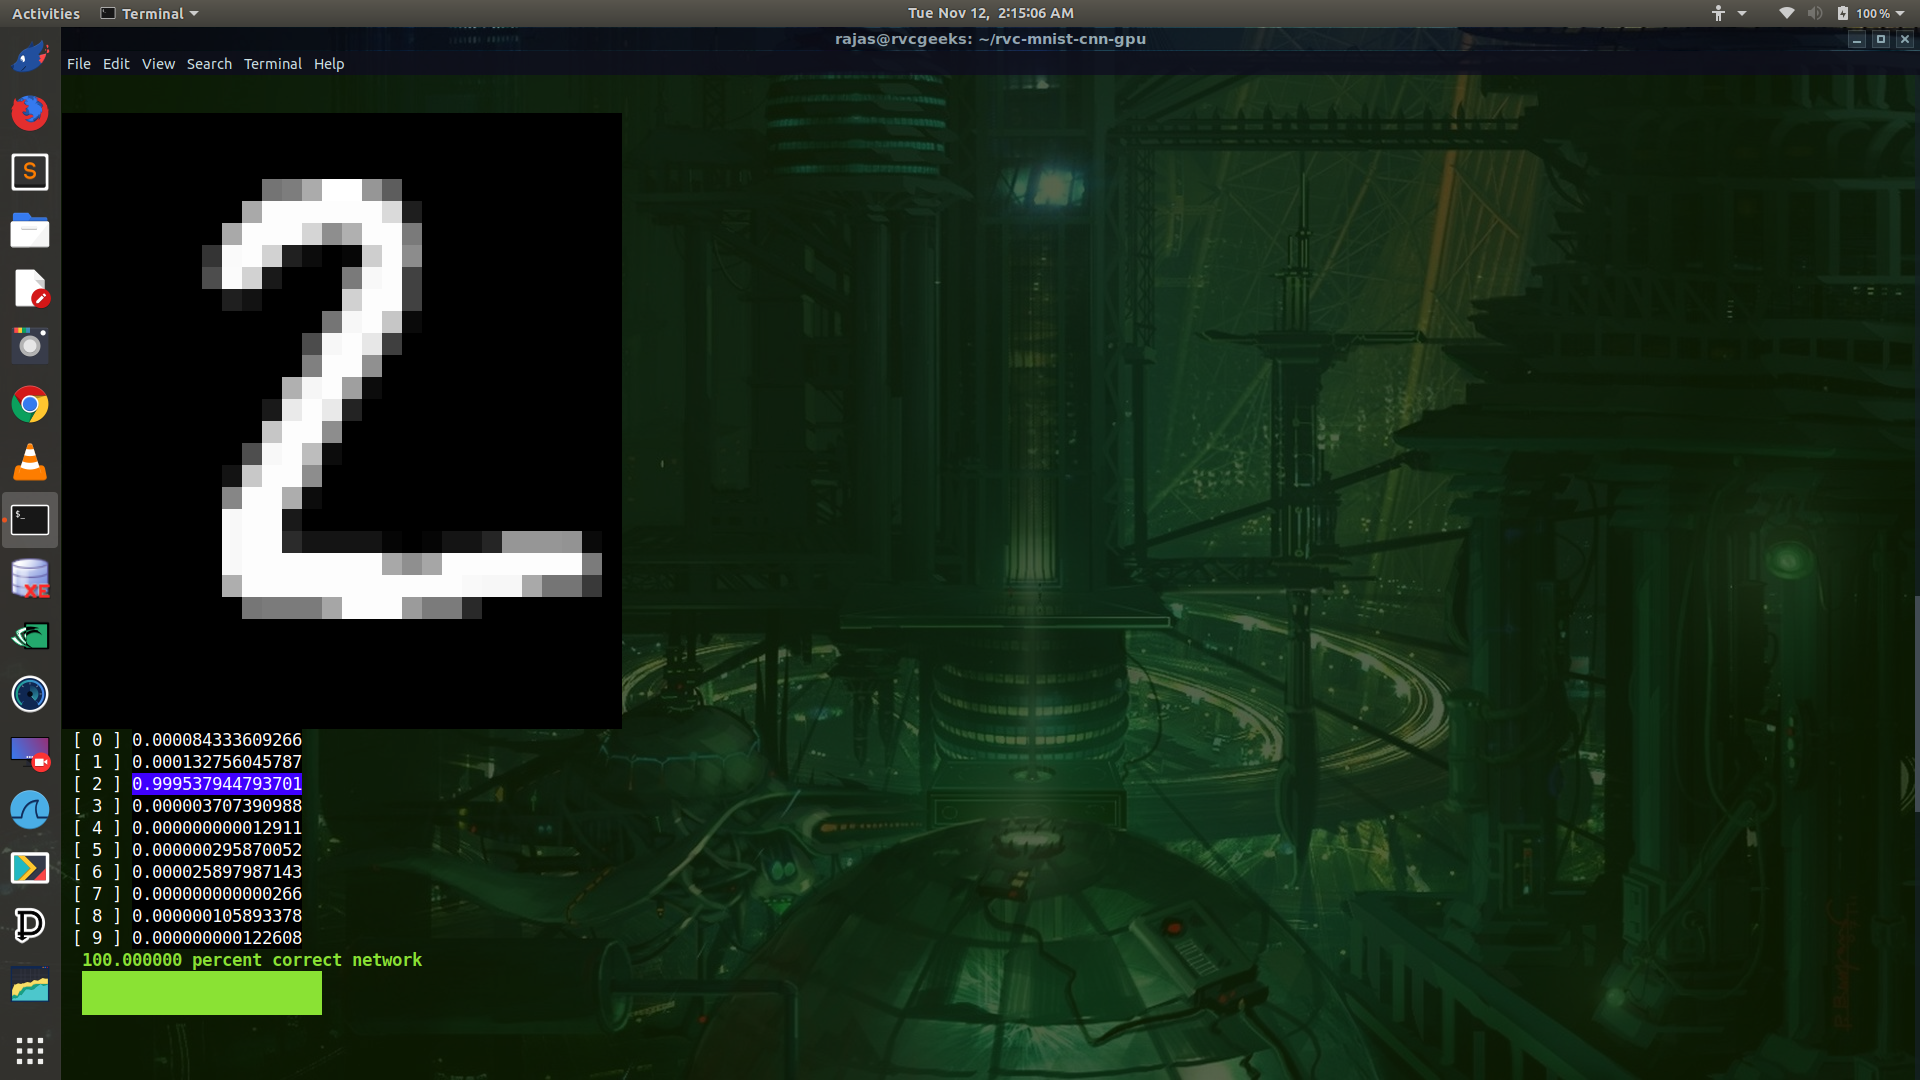 Activities Terminal Tue Nov 12, 2:15:06 AM 100 %
rajas@rvcgeeks: ~/rvc-mnist-cnn-gpu
File Edit View Search Terminal Help
2
[ 0 ] 0.000084333609266
[ 1 ] 0.000132756045787
[ 2 ] 0.999537944793701
[ 3 ] 0.000003707390988
[ 4 ] 0.000000000012911
[ 5 ] 0.000000295870052
[ 6 ] 0.000025897987143
[ 7 ] 0.000000000000266
[ 8 ] 0.000000105893378
[ 9 ] 0.000000000122608
100.000000 percent correct network
S
$_
XE